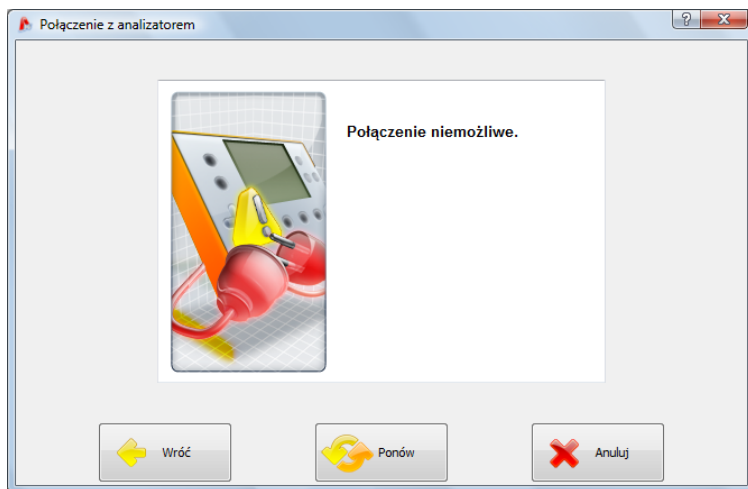 Połączenie z analizatorem
Połączenie niemożliwe.
Wróć
Ponów
Anuluj